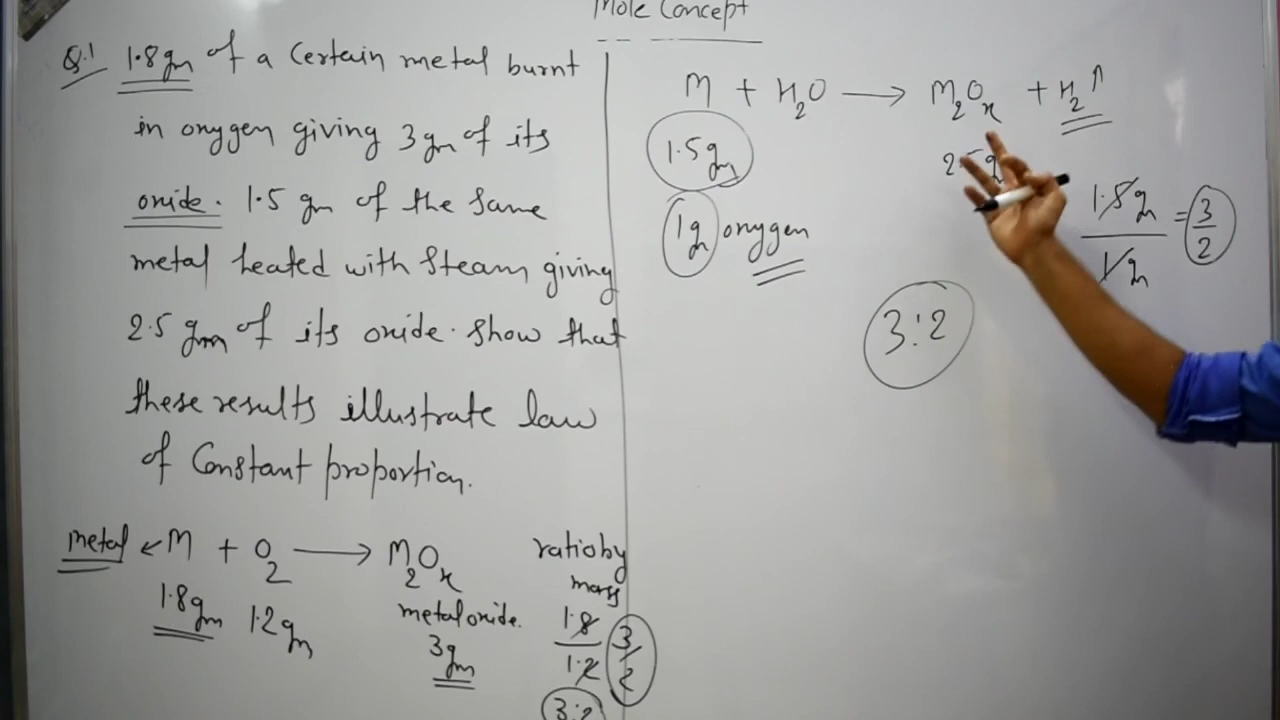 Mole Concept
Q.1 1.8gm of a Certain metal burnt
in oxygen giving 3gm of its
oxide. 1.5 gm of the same
metal heated with Steam giving
2.5 gm of its oxide. Show that
these results illustrate law
of Constant proportion.
metal ← M + O2 → M2Ox
1.8gm 1.2gm
metal oxide.
3gm
ratio by
mass
1.8/1.2 3/2
3:2
M + H2O → M2Ox + H2↑
1.5gm
1g oxygen
1.5gm/1gm = 3/2
3:2